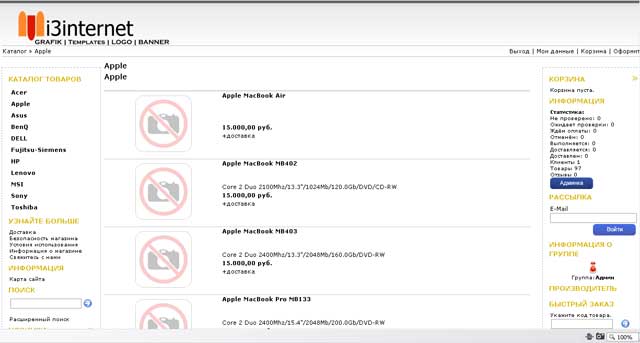 i3internet
GRAFIK | TEMPLATES | LOGO | BANNER
Каталог » Apple
Выход | Мои данные | Корзина | Оформит
КАТАЛОГ ТОВАРОВ
Acer
Apple
Asus
BenQ
DELL
Fujitsu-Siemens
HP
Lenovo
MSI
Sony
Toshiba
УЗНАЙТЕ БОЛЬШЕ
Доставка
Безопасность магазина
Условия использования
Информация о магазине
Свяжитесь с нами
ИНФОРМАЦИЯ
Карта сайта
ПОИСК
Расширенный поиск
Apple
Apple
Apple MacBook Air
15.000,00 руб.
+доставка
Apple MacBook MB402
Core 2 Duo 2100Mhz/13.3"/1024Mb/120.0Gb/DVD/CD-RW
15.000,00 руб.
+доставка
Apple MacBook MB403
Core 2 Duo 2400Mhz/13.3"/2048Mb/160.0Gb/DVD-RW
15.000,00 руб.
+доставка
Apple MacBook Pro MB133
Core 2 Duo 2400Mhz/15.4"/2048Mb/200.0Gb/DVD-RW
КОРЗИНА »
Корзина пуста.
ИНФОРМАЦИЯ
Статистика:
Не проверено: 0
Ожидает проверки: 0
Ждём оплаты: 0
Отменён: 0
Выполняется: 0
Доставляется: 0
Доставлен: 0
Клиенты 1
Товары 97
Отзывы 0
Админка
РАССЫЛКА
E-Mail
Войти
ИНФОРМАЦИЯ О
ГРУППЕ
Группа: Админ
ПРОИЗВОДИТЕЛЬ
БЫСТРЫЙ ЗАКАЗ
Укажите код товара.
100%